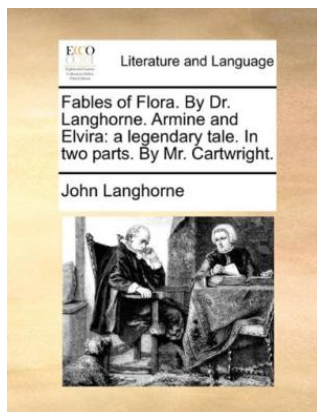 ECCO
Literature and Language
Fables of Flora. By Dr.
Langhorne. Armine and
Elvira: a legendary tale. In
two parts. By Mr. Cartwright.
John Langhorne